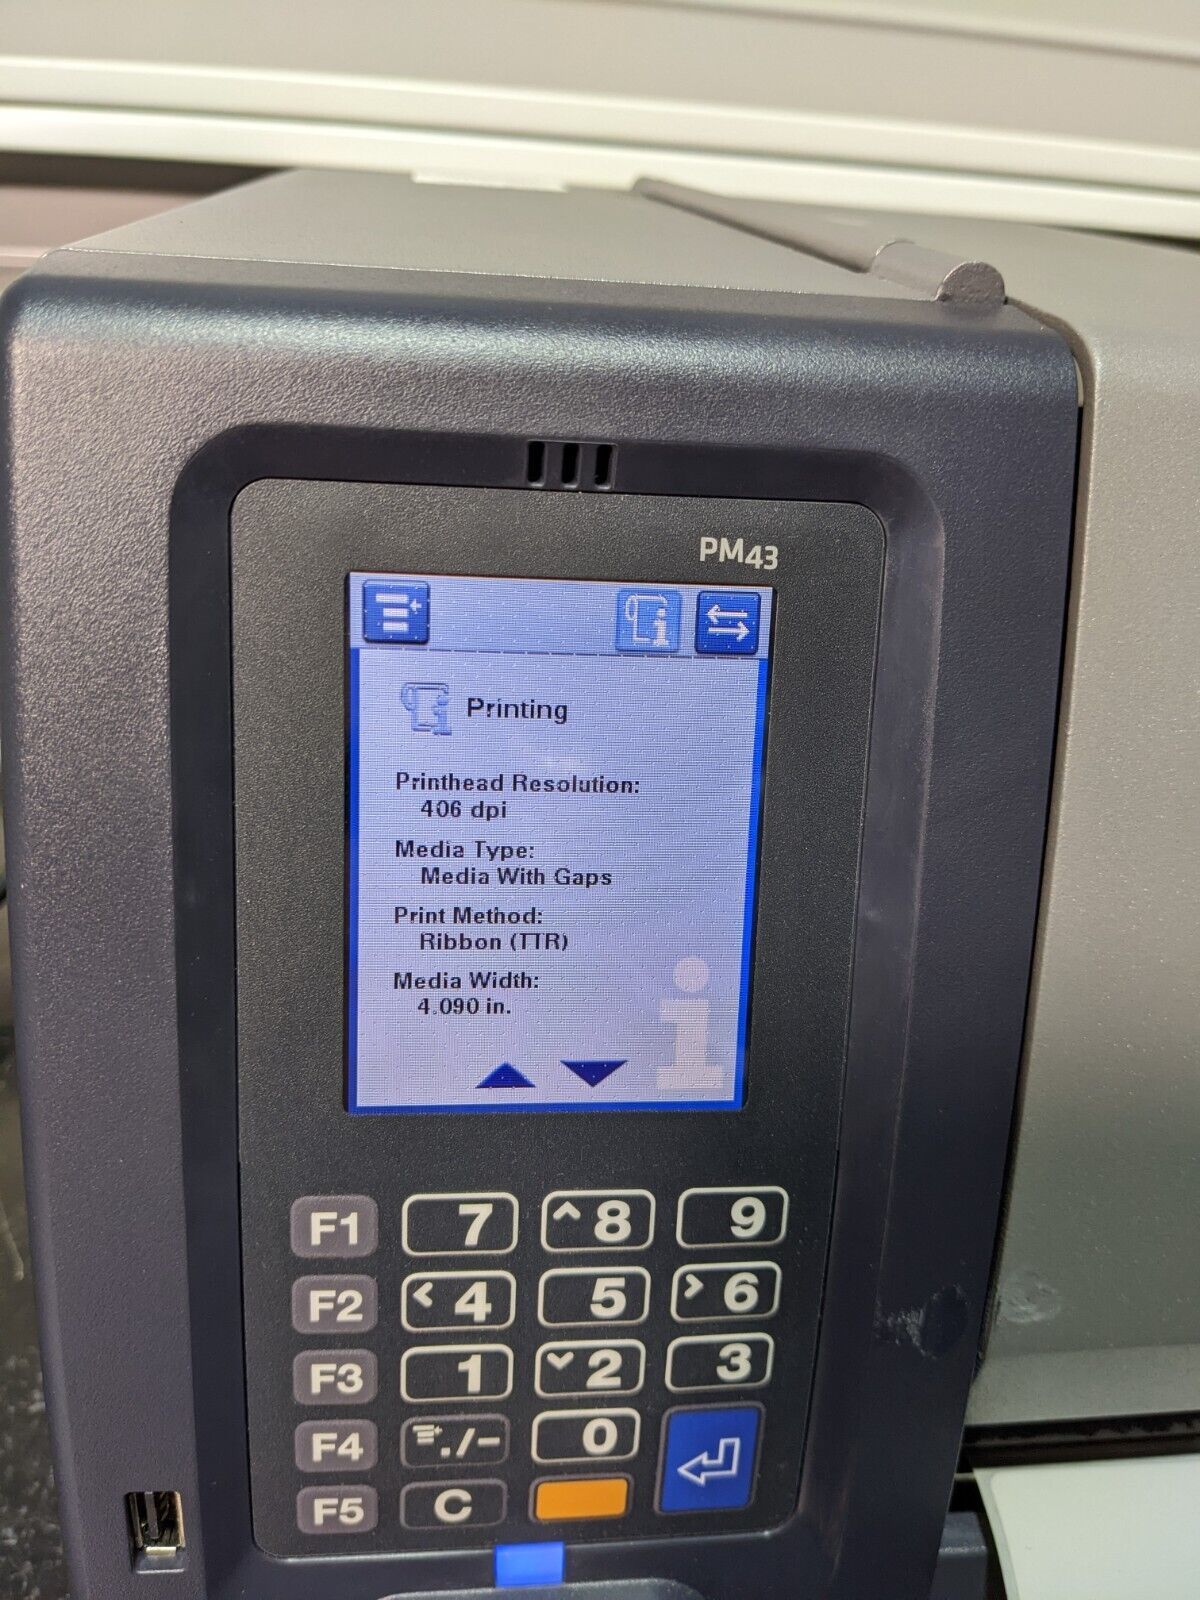 PM43
Printing
Printhead Resolution:
406 dpi
Media Type:
Media With Gaps
Print Method:
Ribbon (TTR)
Media Width:
4.090 in.
F1 7 8 9
F2 4 5 6
F3 1 2 3
F4 ./- 0
F5 C